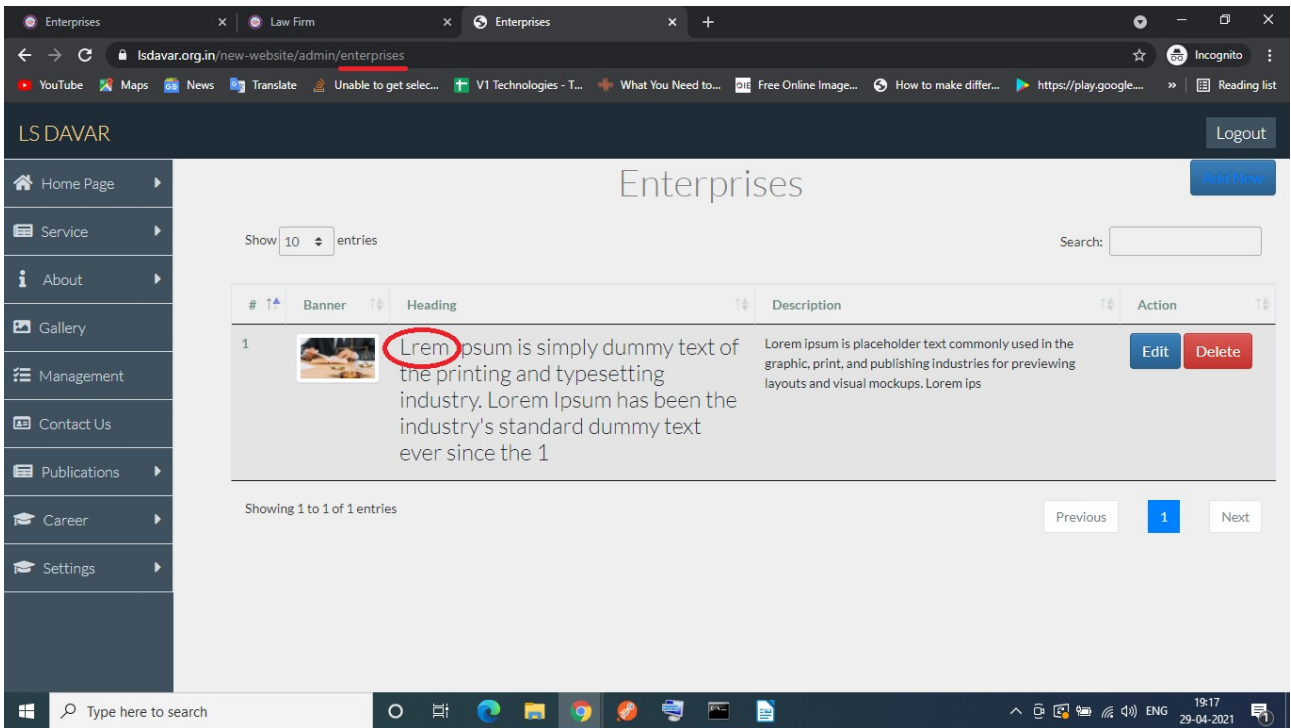 Enterprises
Law Firm
Enterprises
lsdavar.org.in/new-website/admin/enterprises
Incognito
YouTube Maps News Translate Unable to get selec... V1 Technologies - T... What You Need to... Free Online Image... How to make differ... https://play.google.... » Reading list
LS DAVAR
Logout
Home Page
Enterprises
Add New
Service
Show 10 entries
Search:
About
# Banner Heading Description Action
Gallery
1
Lrem Ipsum is simply dummy text of
the printing and typesetting
industry. Lorem Ipsum has been the
industry's standard dummy text
ever since the 1
Lorem ipsum is placeholder text commonly used in the
graphic, print, and publishing industries for previewing
layouts and visual mockups. Lorem ips
Edit Delete
Management
Contact Us
Publications
Showing 1 to 1 of 1 entries
Previous 1 Next
Career
Settings
Type here to search
ENG
19:17
29-04-2021